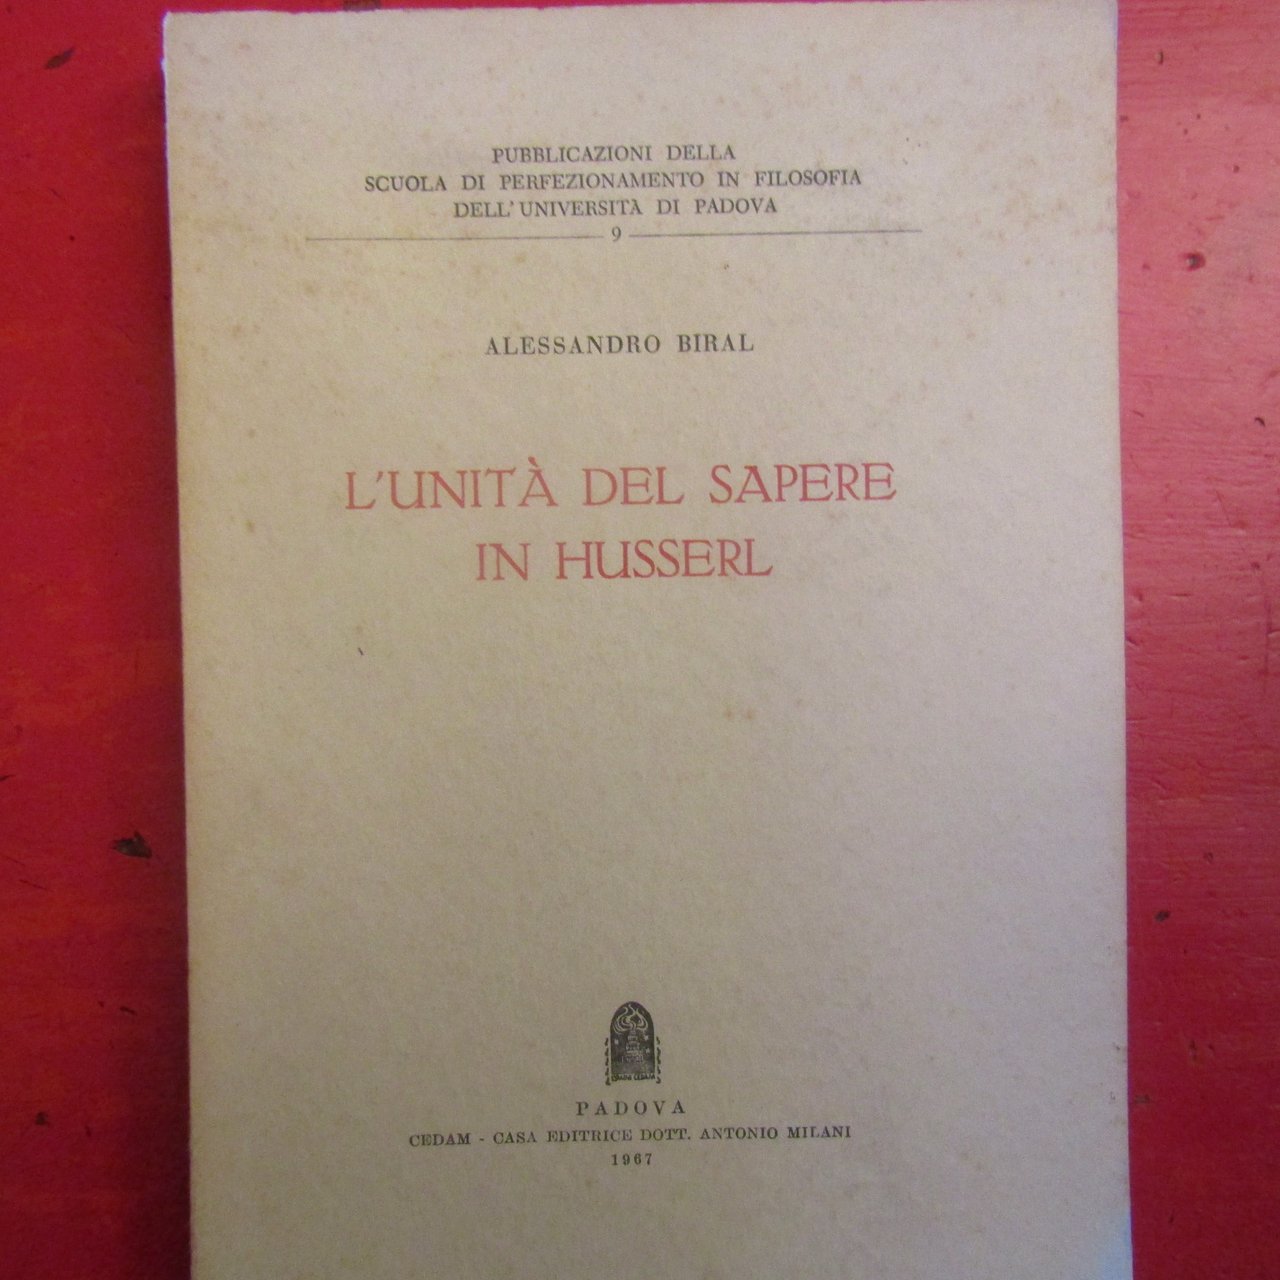 PUBBLICAZIONI DELLA
SCUOLA DI PERFEZIONAMENTO IN FILOSOFIA
DELL'UNIVERSITÀ DI PADOVA
9
ALESSANDRO BIRAL
L'UNITÀ DEL SAPERE
IN HUSSERL
PADOVA
CEDAM - CASA EDITRICE DOTT. ANTONIO MILANI
1967